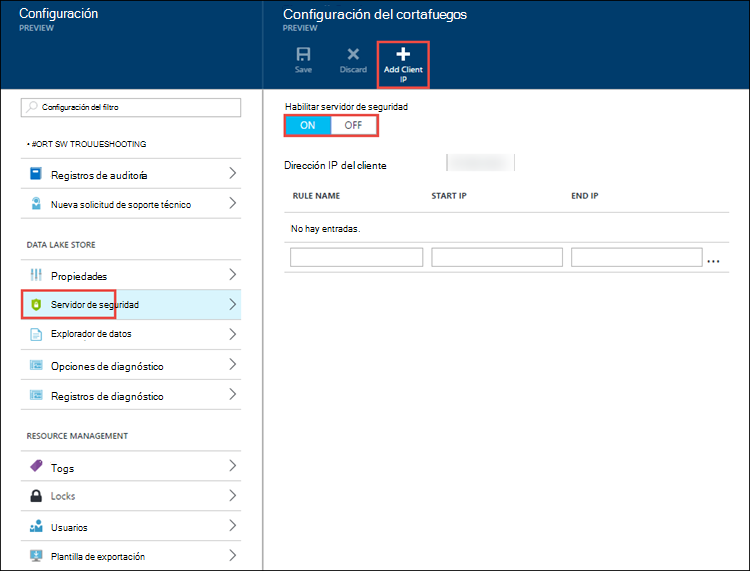 Configuración
PREVIEW
Configuración del cortafuegos
PREVIEW
Save
Discard
Add Client
IP
Configuración del filtro
• #ORT SW TROUUESHOOTING
Registros de auditoría
Nueva solicitud de soporte técnico
DATA LAKE STORE
Propiedades
Servidor de seguridad
Explorador de datos
Opciones de diagnóstico
Registros de diagnóstico
RESOURCE MANAGEMENT
Togs
Locks
Usuarios
Plantilla de exportación
Habilitar servidor de seguridad
ON OFF
Dirección IP del cliente
RULE NAME START IP END IP
No hay entradas.
...